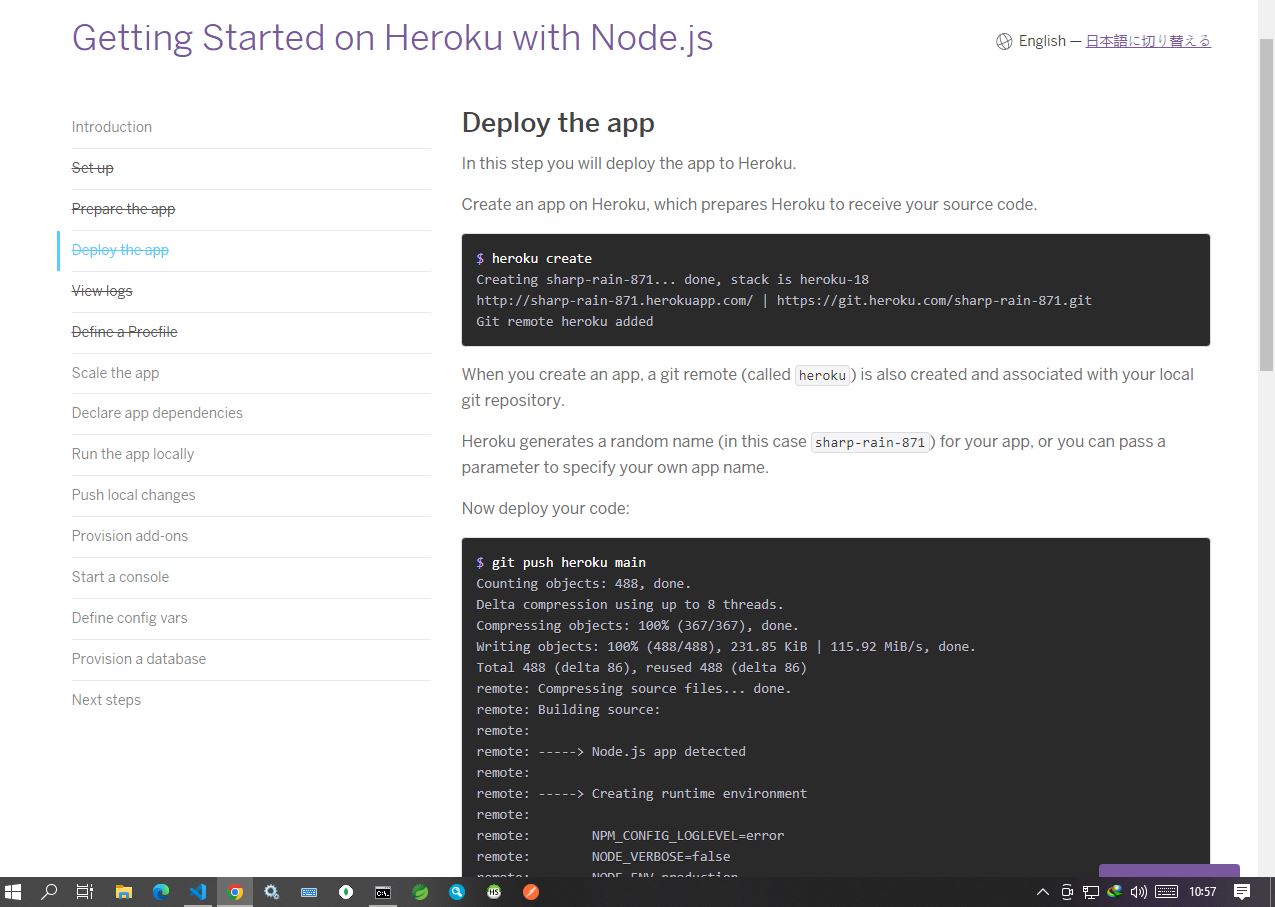 Getting Started on Heroku with Node.js
English — 日本語に切り替える
Introduction
Set up
Prepare the app
Deploy the app
View logs
Define a Procfile
Scale the app
Declare app dependencies
Run the app locally
Push local changes
Provision add-ons
Start a console
Define config vars
Provision a database
Next steps
Deploy the app
In this step you will deploy the app to Heroku.
Create an app on Heroku, which prepares Heroku to receive your source code.
$ heroku create
Creating sharp-rain-871... done, stack is heroku-18
http://sharp-rain-871.herokuapp.com/ | https://git.heroku.com/sharp-rain-871.git
Git remote heroku added
When you create an app, a git remote (called heroku) is also created and associated with your local
git repository.
Heroku generates a random name (in this case sharp-rain-871) for your app, or you can pass a
parameter to specify your own app name.
Now deploy your code:
$ git push heroku main
Counting objects: 488, done.
Delta compression using up to 8 threads.
Compressing objects: 100% (367/367), done.
Writing objects: 100% (488/488), 231.85 KiB | 115.92 MiB/s, done.
Total 488 (delta 86), reused 488 (delta 86)
remote: Compressing source files... done.
remote: Building source:
remote:
remote: -----> Node.js app detected
remote:
remote: -----> Creating runtime environment
remote:
remote:        NPM_CONFIG_LOGLEVEL=error
remote:        NODE_VERBOSE=false
remote:        NODE_ENV=production
HS
10:57